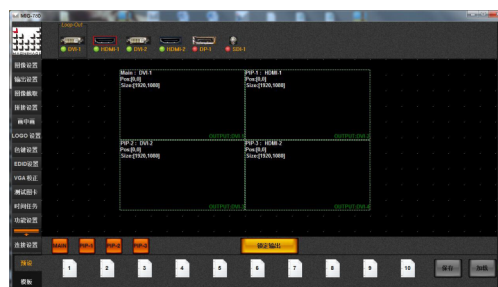 MIG-730
Loop Out
DVI-1
HDMI-1
DVI-2
HDMI-2
DP-1
SDI-1
图像设置
输出设置
图像截取
拼接设置
画中画
LOGO 设置
色键设置
EDID设置
VGA 校正
测试图卡
时间任务
功能设置
连接设置
预设
模板
Main : DVI-1
Pos:[0,0]
Size:[1920,1080]
OUTPUT:DVI-1
PIP-1 : HDMI-1
Pos:[0,0]
Size:[1920,1080]
OUTPUT:DVI-2
PIP-2 : DVI-2
Pos:[0,0]
Size:[1920,1080]
OUTPUT:DVI-3
PIP-3 : HDMI-2
Pos:[0,0]
Size:[1920,1080]
OUTPUT:DVI-4
MAIN
PIP-1
PIP-2
PIP-3
锁定输出
1
2
3
4
5
6
7
8
9
10
保存
加载